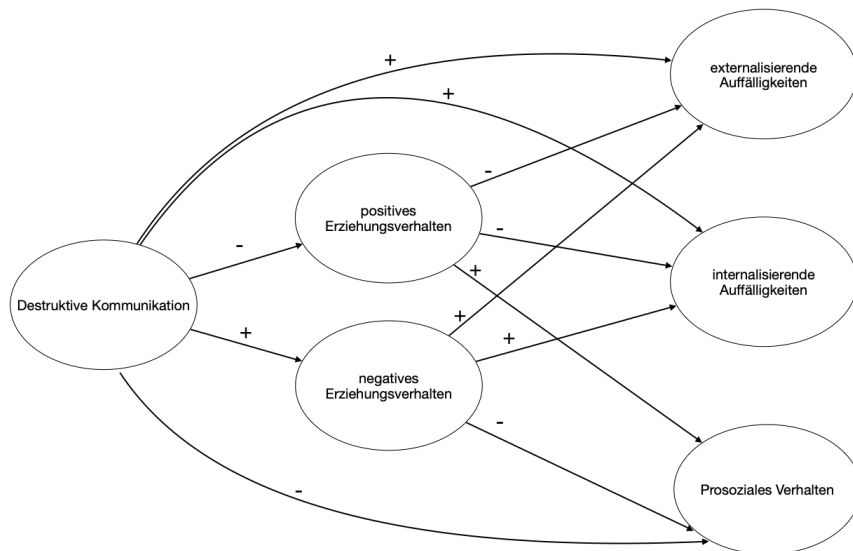 externalisierende
Auffälligkeiten
+
+
-
positives
Erziehungsverhalten
-
-
+
Destruktive Kommunikation
internalisierende
Auffälligkeiten
+
+
+
negatives
Erziehungsverhalten
-
Prosoziales Verhalten
-